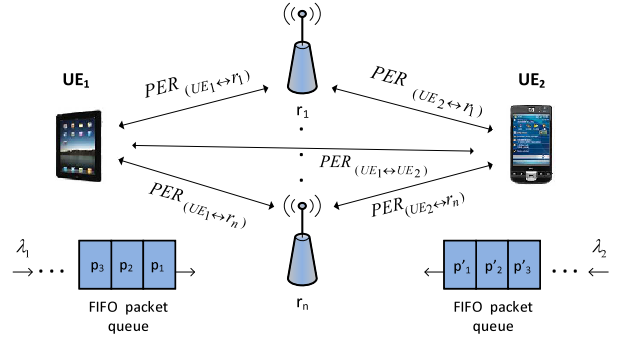 UE1
UE2
PER (UE1↔r1)
PER (UE2↔r1)
r1
PER (UE1↔UE2)
PER (UE1↔rn)
PER (UE2↔rn)
rn
λ1
p3 p2 p1
FIFO packet
queue
λ2
p'1 p'2 p'3
FIFO packet
queue